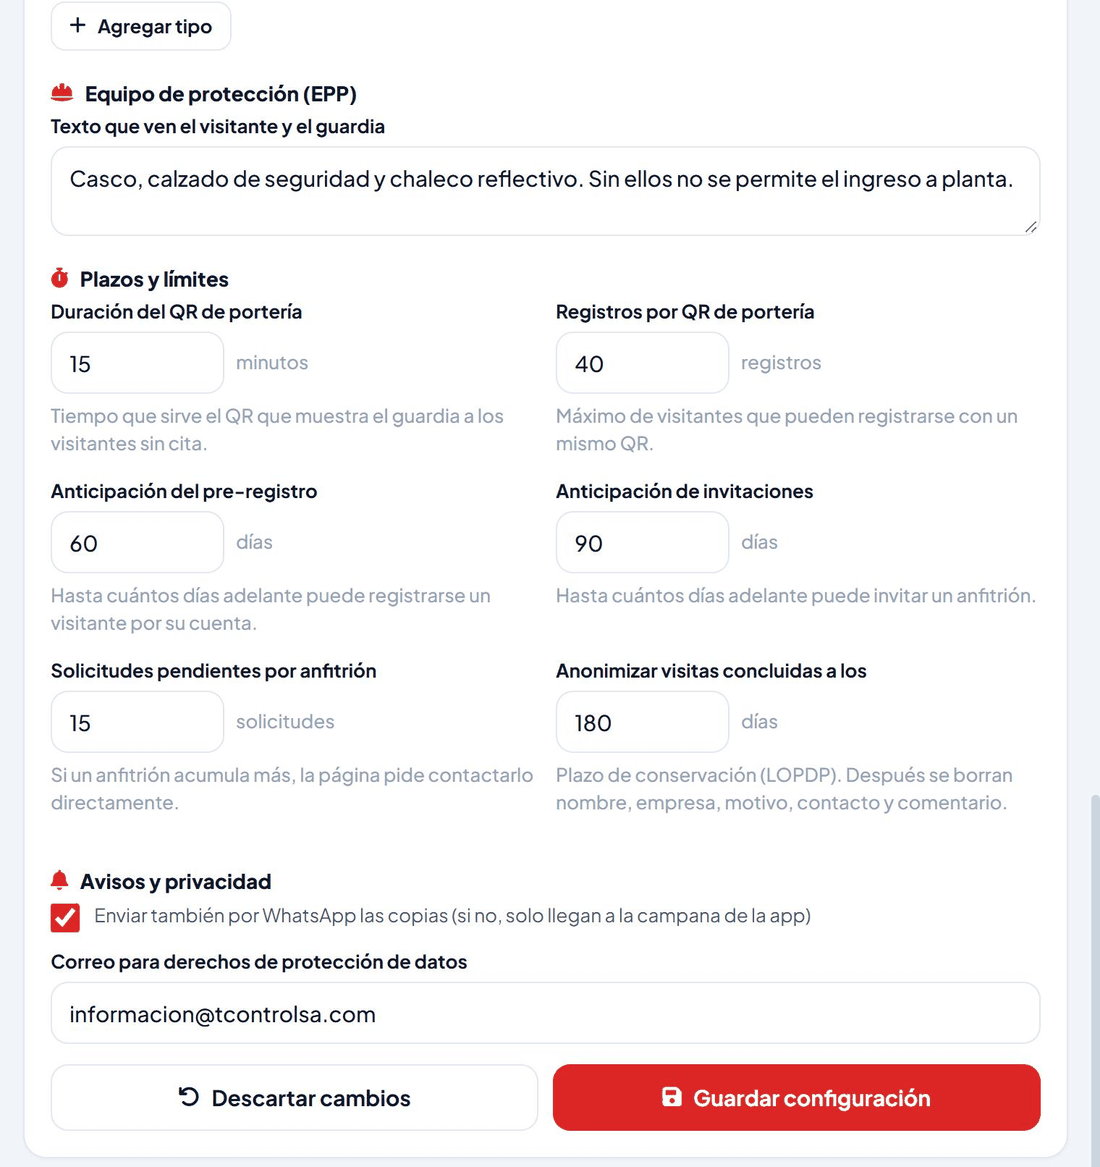 + Agregar tipo
Equipo de protección (EPP)
Texto que ven el visitante y el guardia
Casco, calzado de seguridad y chaleco reflectivo. Sin ellos no se permite el ingreso a planta.
Plazos y límites
Duración del QR de portería
15 minutos
Tiempo que sirve el QR que muestra el guardia a los
visitantes sin cita.
Registros por QR de portería
40 registros
Máximo de visitantes que pueden registrarse con un
mismo QR.
Anticipación del pre-registro
60 días
Hasta cuántos días adelante puede registrarse un
visitante por su cuenta.
Anticipación de invitaciones
90 días
Hasta cuántos días adelante puede invitar un anfitrión.
Solicitudes pendientes por anfitrión
15 solicitudes
Si un anfitrión acumula más, la página pide contactarlo
directamente.
Anonimizar visitas concluidas a los
180 días
Plazo de conservación (LOPDP). Después se borran
nombre, empresa, motivo, contacto y comentario.
Avisos y privacidad
Enviar también por WhatsApp las copias (si no, solo llegan a la campana de la app)
Correo para derechos de protección de datos
informacion@tcontrolsa.com
Descartar cambios
Guardar configuración